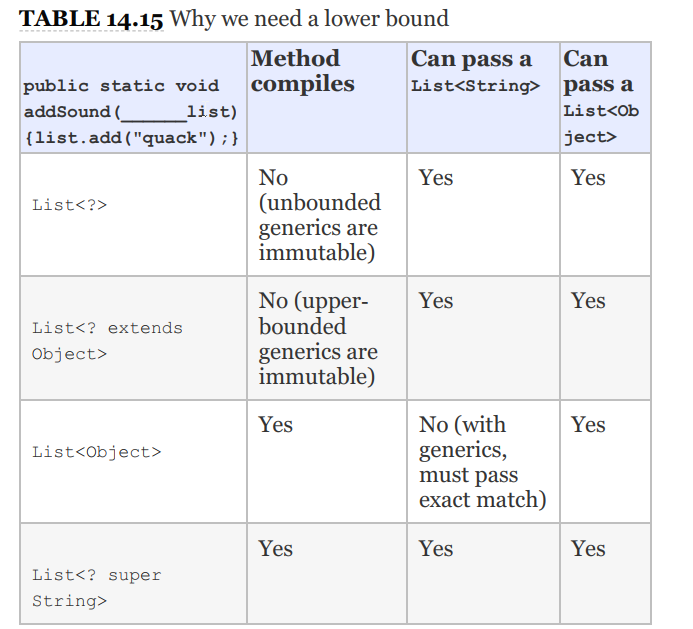 TABLE 14.15 Why we need a lower bound
public static void
addSound(______list)
{list.add("quack");}
Method
compiles
Can pass a
List<String>
Can
pass a
List<Ob
ject>
List<?>
No
(unbounded
generics are
immutable)
Yes
Yes
List<? extends
Object>
No (upper-
bounded
generics are
immutable)
Yes
Yes
List<Object>
Yes
No (with
generics,
must pass
exact match)
Yes
List<? super
String>
Yes
Yes
Yes